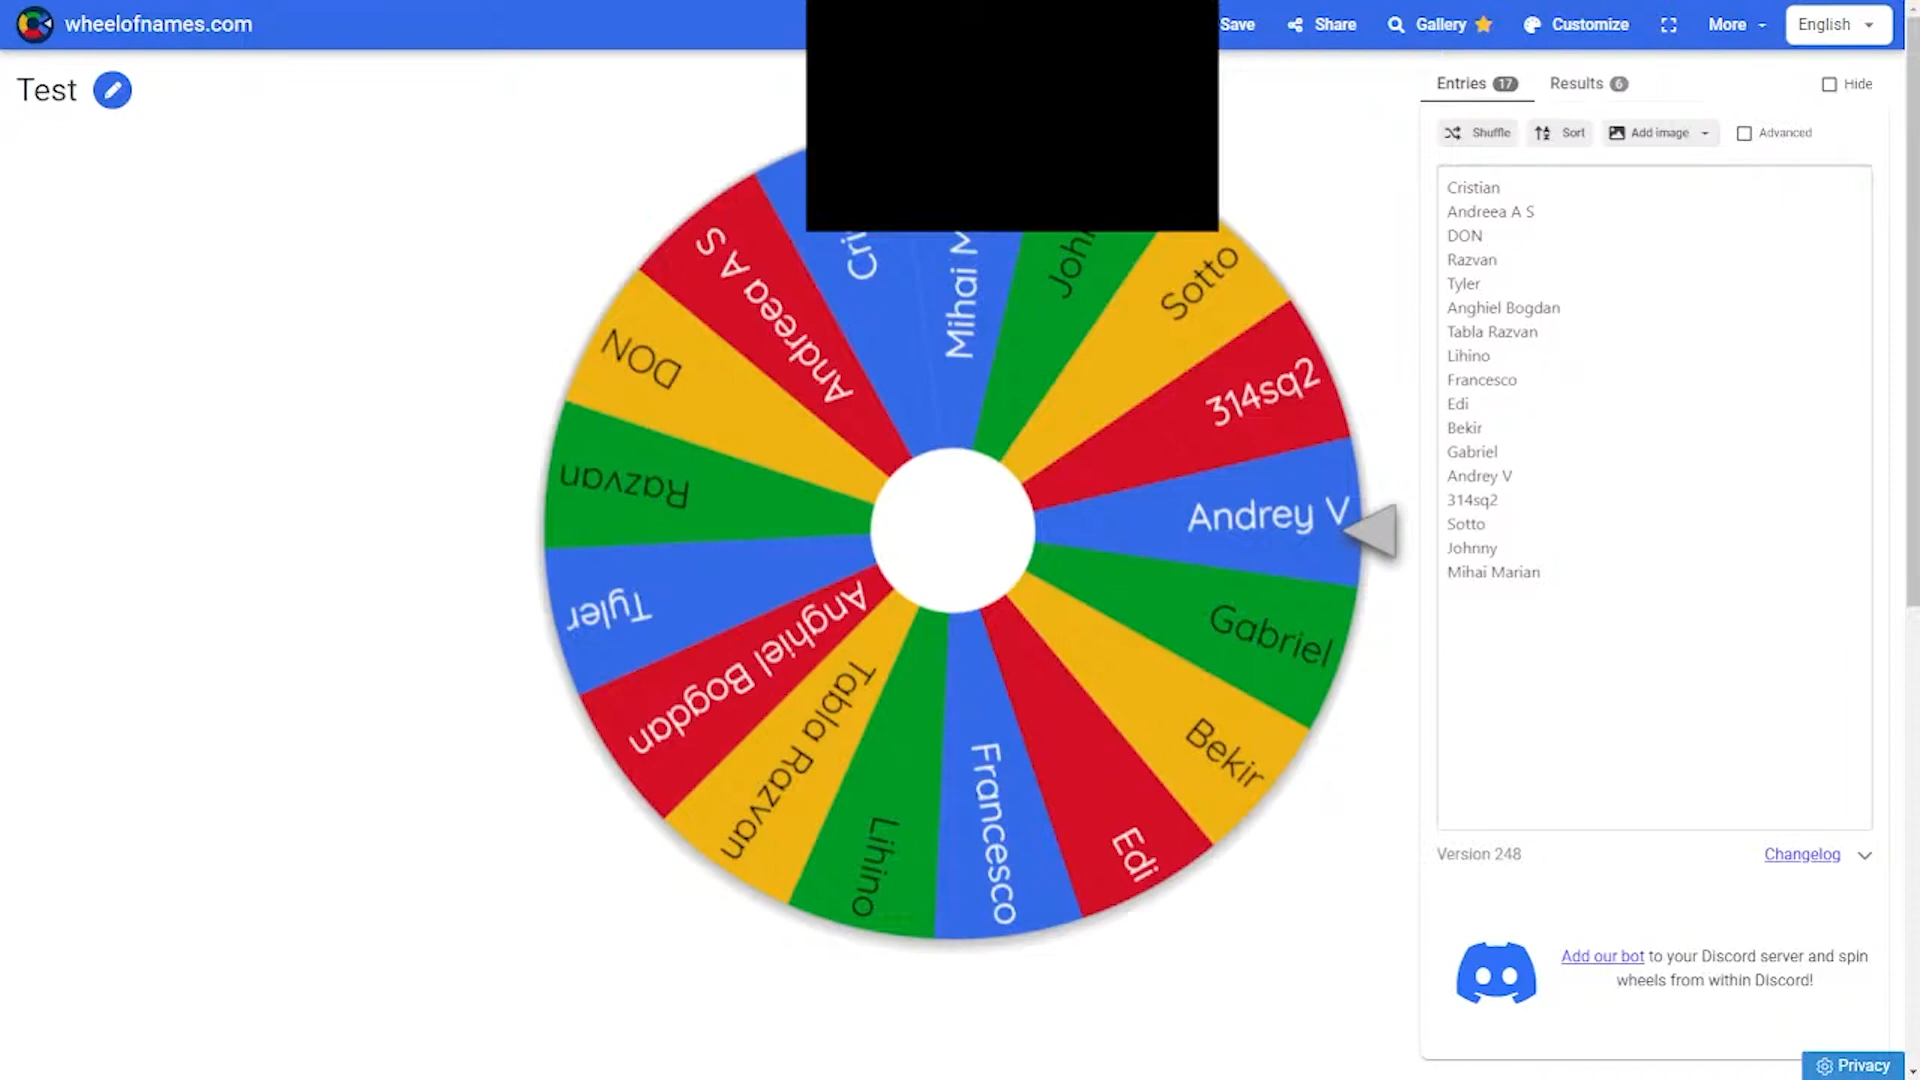 wheelofnames.com
Save
Share
Gallery
Customize
More
English
Test
Entries 17
Results 6
Hide
Shuffle
Sort
Add image
Advanced
Cristian
Andreea A S
DON
Razvan
Tyler
Anghiel Bogdan
Tabla Razvan
Lihino
Francesco
Edi
Bekir
Gabriel
Andrey V
314sq2
Sotto
Johnny
Mihai Marian
Mihai M
John
Sotto
314sq2
Andrey V
Gabriel
Bekir
Edi
Francesco
Lihino
Tabla Razvan
Anghiel Bogdan
Tyler
Razvan
DON
Andreea A S
Cri
Version 248
Changelog
Add our bot to your Discord server and spin
wheels from within Discord!
Privacy